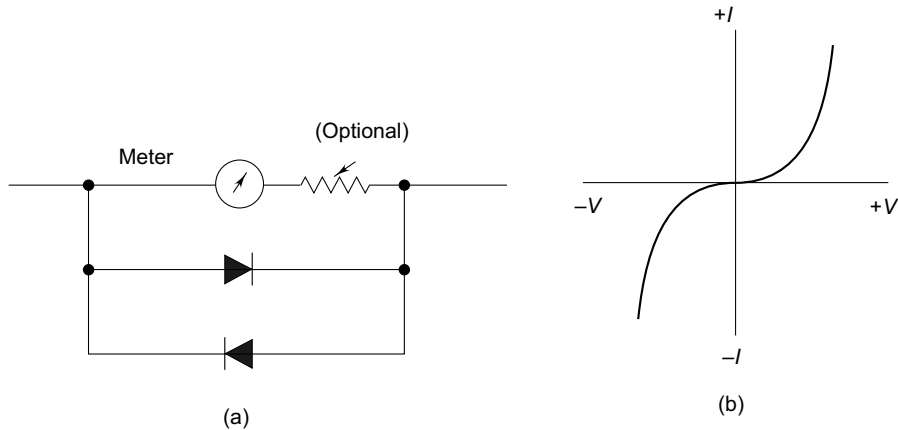 (Optional)
Meter
(a)
+I
–V
+V
–I
(b)